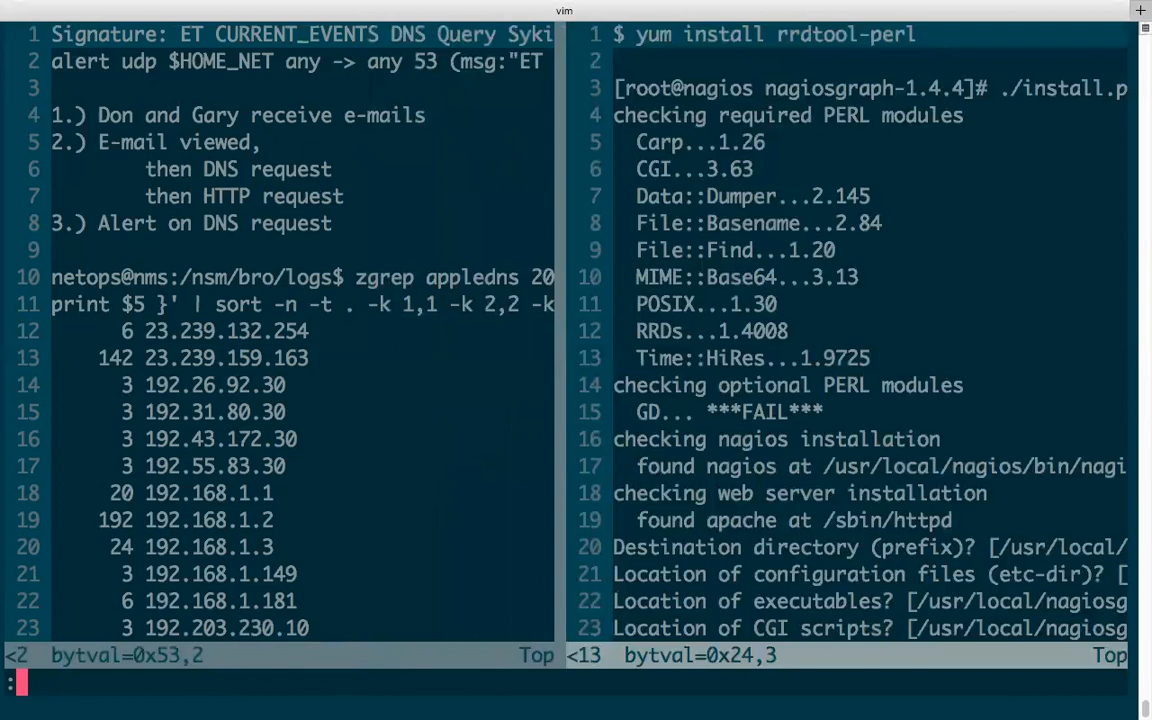 vim
+
1 Signature: ET CURRENT_EVENTS DNS Query Syki
2 alert udp $HOME_NET any -> any 53 (msg:"ET
3
4 1.) Don and Gary receive e-mails
5 2.) E-mail viewed,
6 then DNS request
7 then HTTP request
8 3.) Alert on DNS request
9
10 netops@nms:/nsm/bro/logs$ zgrep appledns 20
11 print $5 }' | sort -n -t . -k 1,1 -k 2,2 -k
12 6 23.239.132.254
13 142 23.239.159.163
14 3 192.26.92.30
15 3 192.31.80.30
16 3 192.43.172.30
17 3 192.55.83.30
18 20 192.168.1.1
19 192 192.168.1.2
20 24 192.168.1.3
21 3 192.168.1.149
22 6 192.168.1.181
23 3 192.203.230.10
<2 bytval=0x53,2 Top
1 $ yum install rrdtool-perl
2
3 [root@nagios nagiosgraph-1.4.4]# ./install.p
4 checking required PERL modules
5 Carp...1.26
6 CGI...3.63
7 Data::Dumper...2.145
8 File::Basename...2.84
9 File::Find...1.20
10 MIME::Base64...3.13
11 POSIX...1.30
12 RRDs...1.4008
13 Time::HiRes...1.9725
14 checking optional PERL modules
15 GD... ***FAIL***
16 checking nagios installation
17 found nagios at /usr/local/nagios/bin/nagi
18 checking web server installation
19 found apache at /sbin/httpd
20 Destination directory (prefix)? [/usr/local/
21 Location of configuration files (etc-dir)? [
22 Location of executables? [/usr/local/nagiosg
23 Location of CGI scripts? [/usr/local/nagiosg
<13 bytval=0x24,3 Top
: